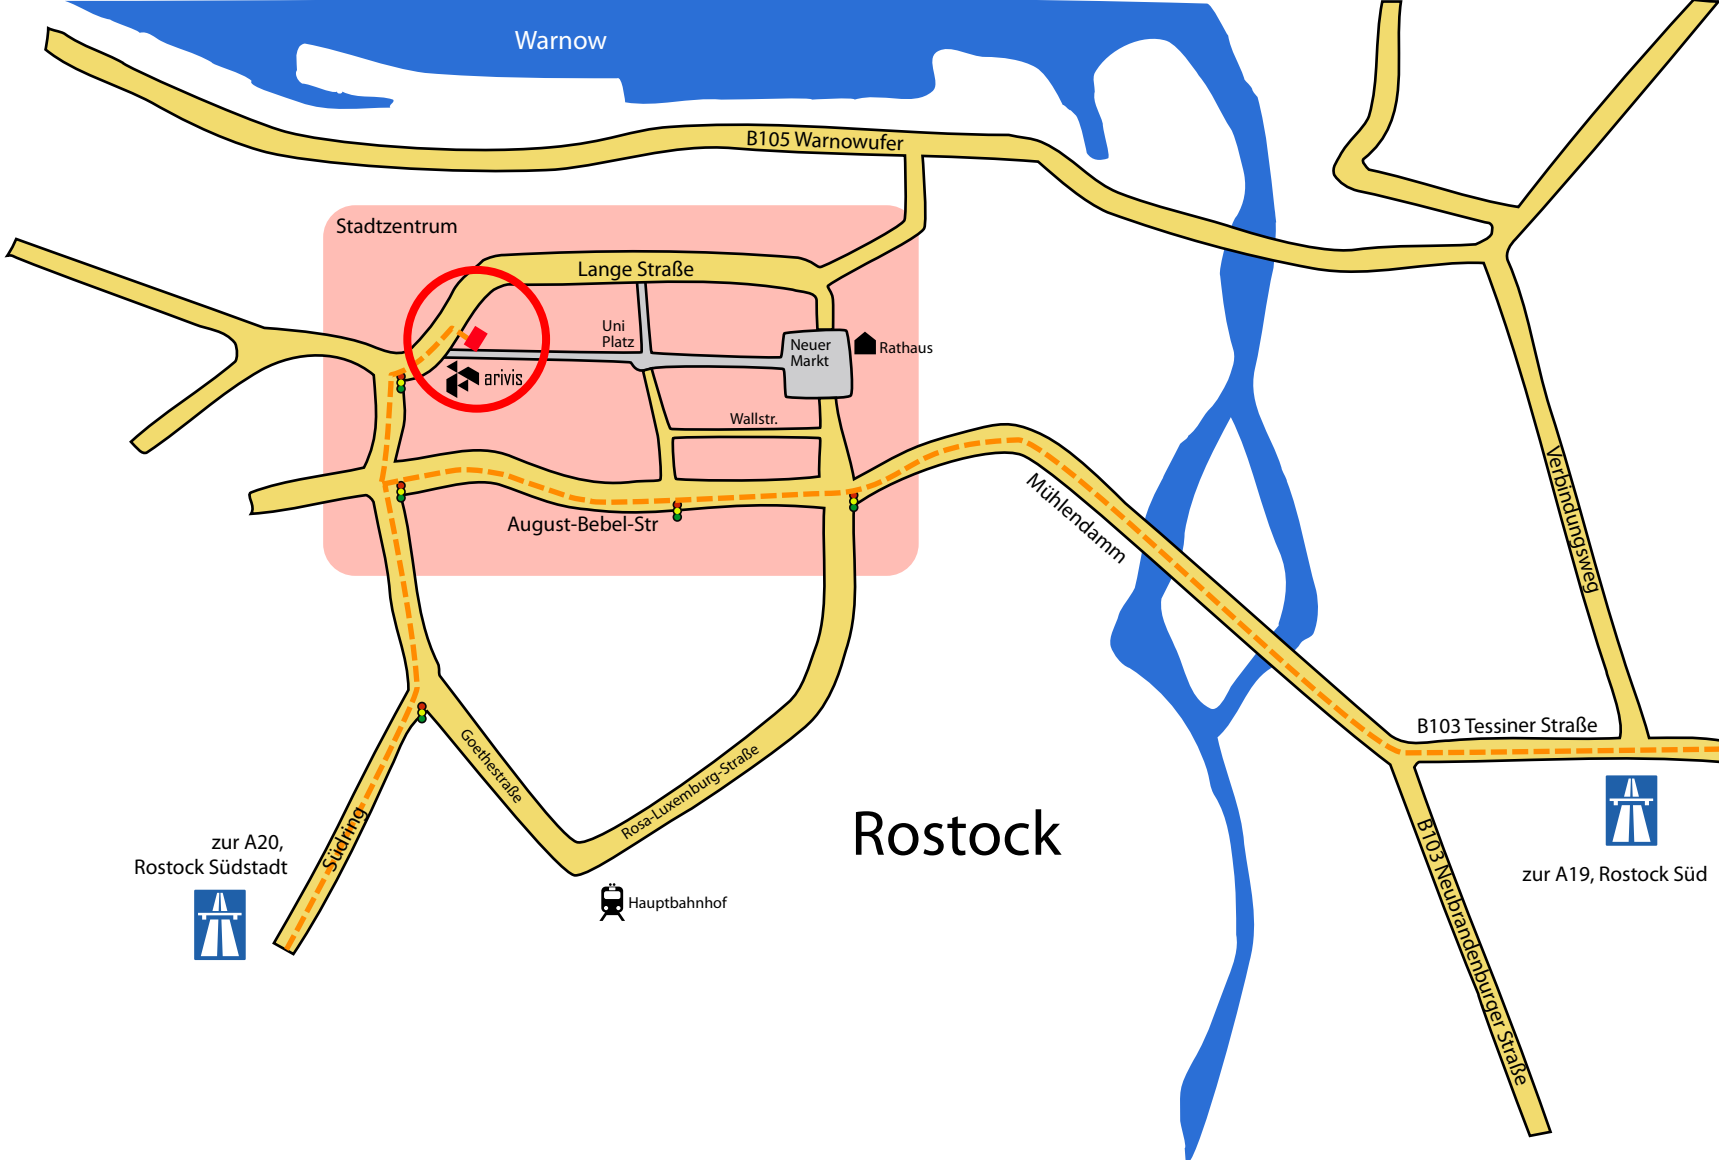 Warnow
B105 Warnowufer
Stadtzentrum
Lange Straße
Uni
Platz
Neuer
Markt
Rathaus
arivis
Wallstr.
August-Bebel-Str
Mühlendamm
Verbindungsweg
B103 Tessiner Straße
Goethestraße
Rosa-Luxemburg-Straße
Südring
Rostock
zur A20,
Rostock Südstadt
zur A19, Rostock Süd
B103 Neubrandenburger Straße
Hauptbahnhof